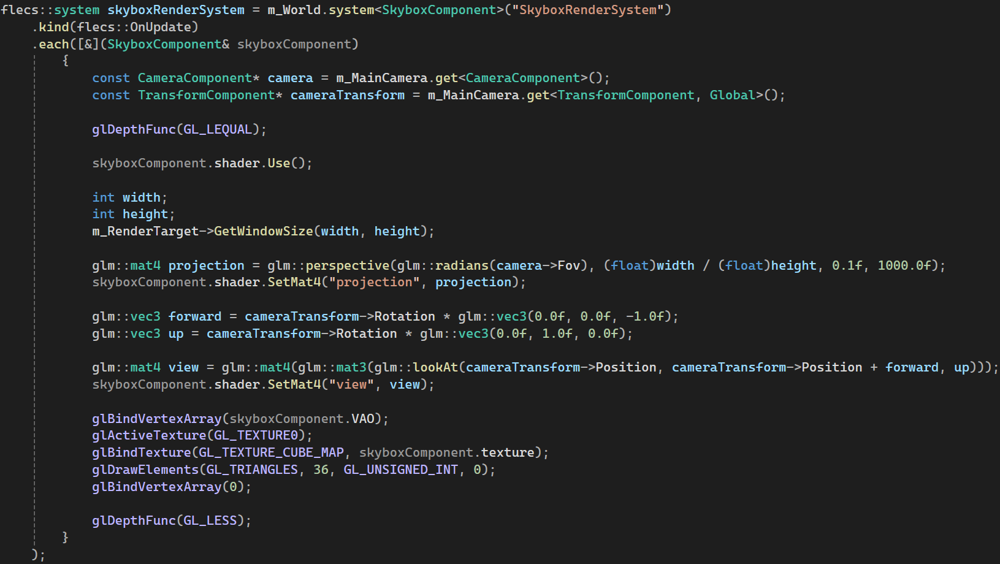 flecs::system skyboxRenderSystem = m_World.system<SkyboxComponent>("SkyboxRenderSystem")
.kind(flecs::OnUpdate)
.each([&](SkyboxComponent& skyboxComponent)
{
const CameraComponent* camera = m_MainCamera.get<CameraComponent>();
const TransformComponent* cameraTransform = m_MainCamera.get<TransformComponent, Global>();
glDepthFunc(GL_LEQUAL);
skyboxComponent.shader.Use();
int width;
int height;
m_RenderTarget->GetWindowSize(width, height);
glm::mat4 projection = glm::perspective(glm::radians(camera->Fov), (float)width / (float)height, 0.1f, 1000.0f);
skyboxComponent.shader.SetMat4("projection", projection);
glm::vec3 forward = cameraTransform->Rotation * glm::vec3(0.0f, 0.0f, -1.0f);
glm::vec3 up = cameraTransform->Rotation * glm::vec3(0.0f, 1.0f, 0.0f);
glm::mat4 view = glm::mat4(glm::mat3(glm::lookAt(cameraTransform->Position, cameraTransform->Position + forward, up)));
skyboxComponent.shader.SetMat4("view", view);
glBindVertexArray(skyboxComponent.VAO);
glActiveTexture(GL_TEXTURE0);
glBindTexture(GL_TEXTURE_CUBE_MAP, skyboxComponent.texture);
glDrawElements(GL_TRIANGLES, 36, GL_UNSIGNED_INT, 0);
glBindVertexArray(0);
glDepthFunc(GL_LESS);
}
);